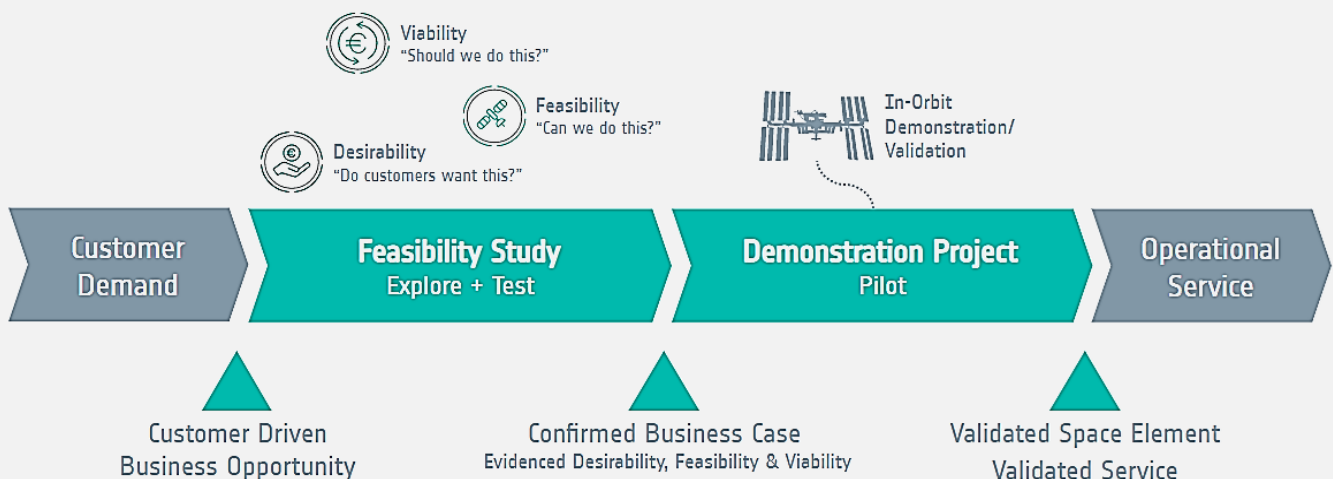 Viability
“Should we do this?”
Feasibility
“Can we do this?”
Desirability
“Do customers want this?”
In-Orbit
Demonstration/
Validation
Customer
Demand
Feasibility Study
Explore + Test
Demonstration Project
Pilot
Operational
Service
Customer Driven
Business Opportunity
Confirmed Business Case
Evidenced Desirability, Feasibility & Viability
Validated Space Element
Validated Service